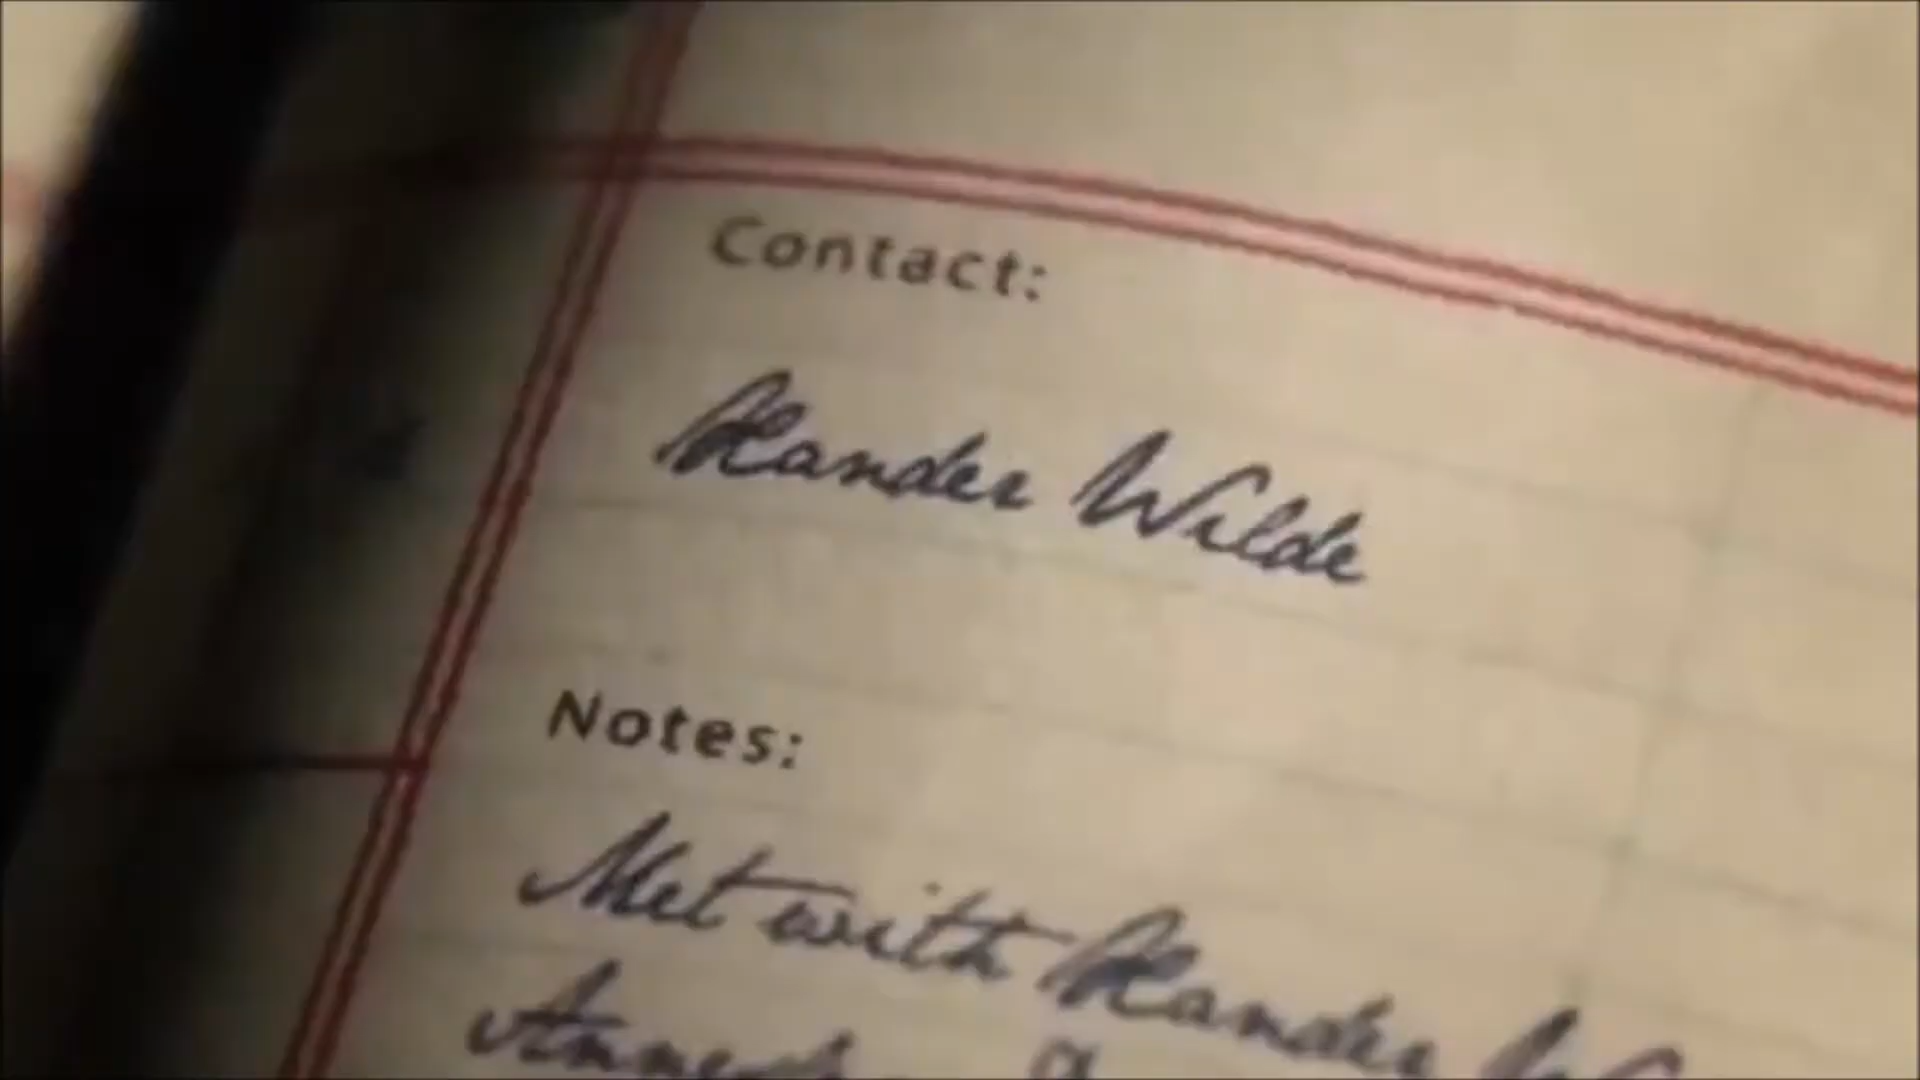 Contact:
Xander Wilde
Notes:
Met with Xander